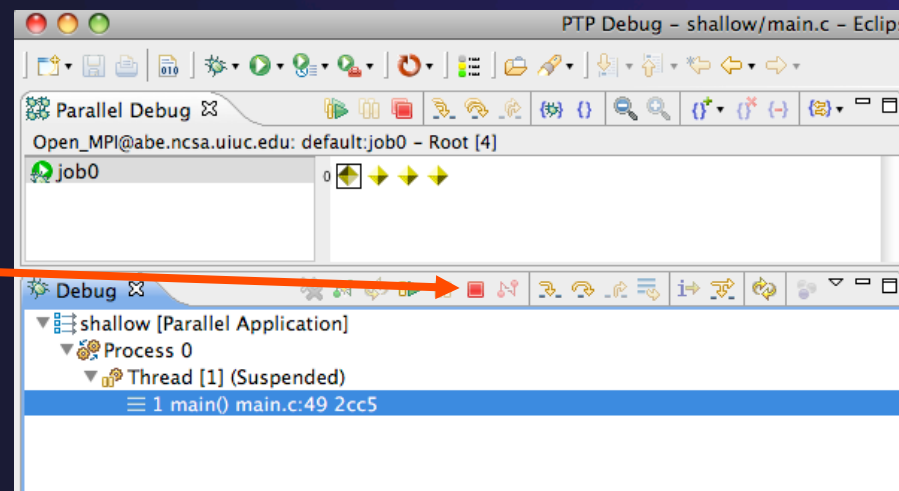 PTP Debug – shallow/main.c – Eclips
010
Parallel Debug
Open_MPI@abe.ncsa.uiuc.edu: default:job0 – Root [4]
job0
0
Debug
i
shallow [Parallel Application]
Process 0
Thread [1] (Suspended)
1 main() main.c:49 2cc5